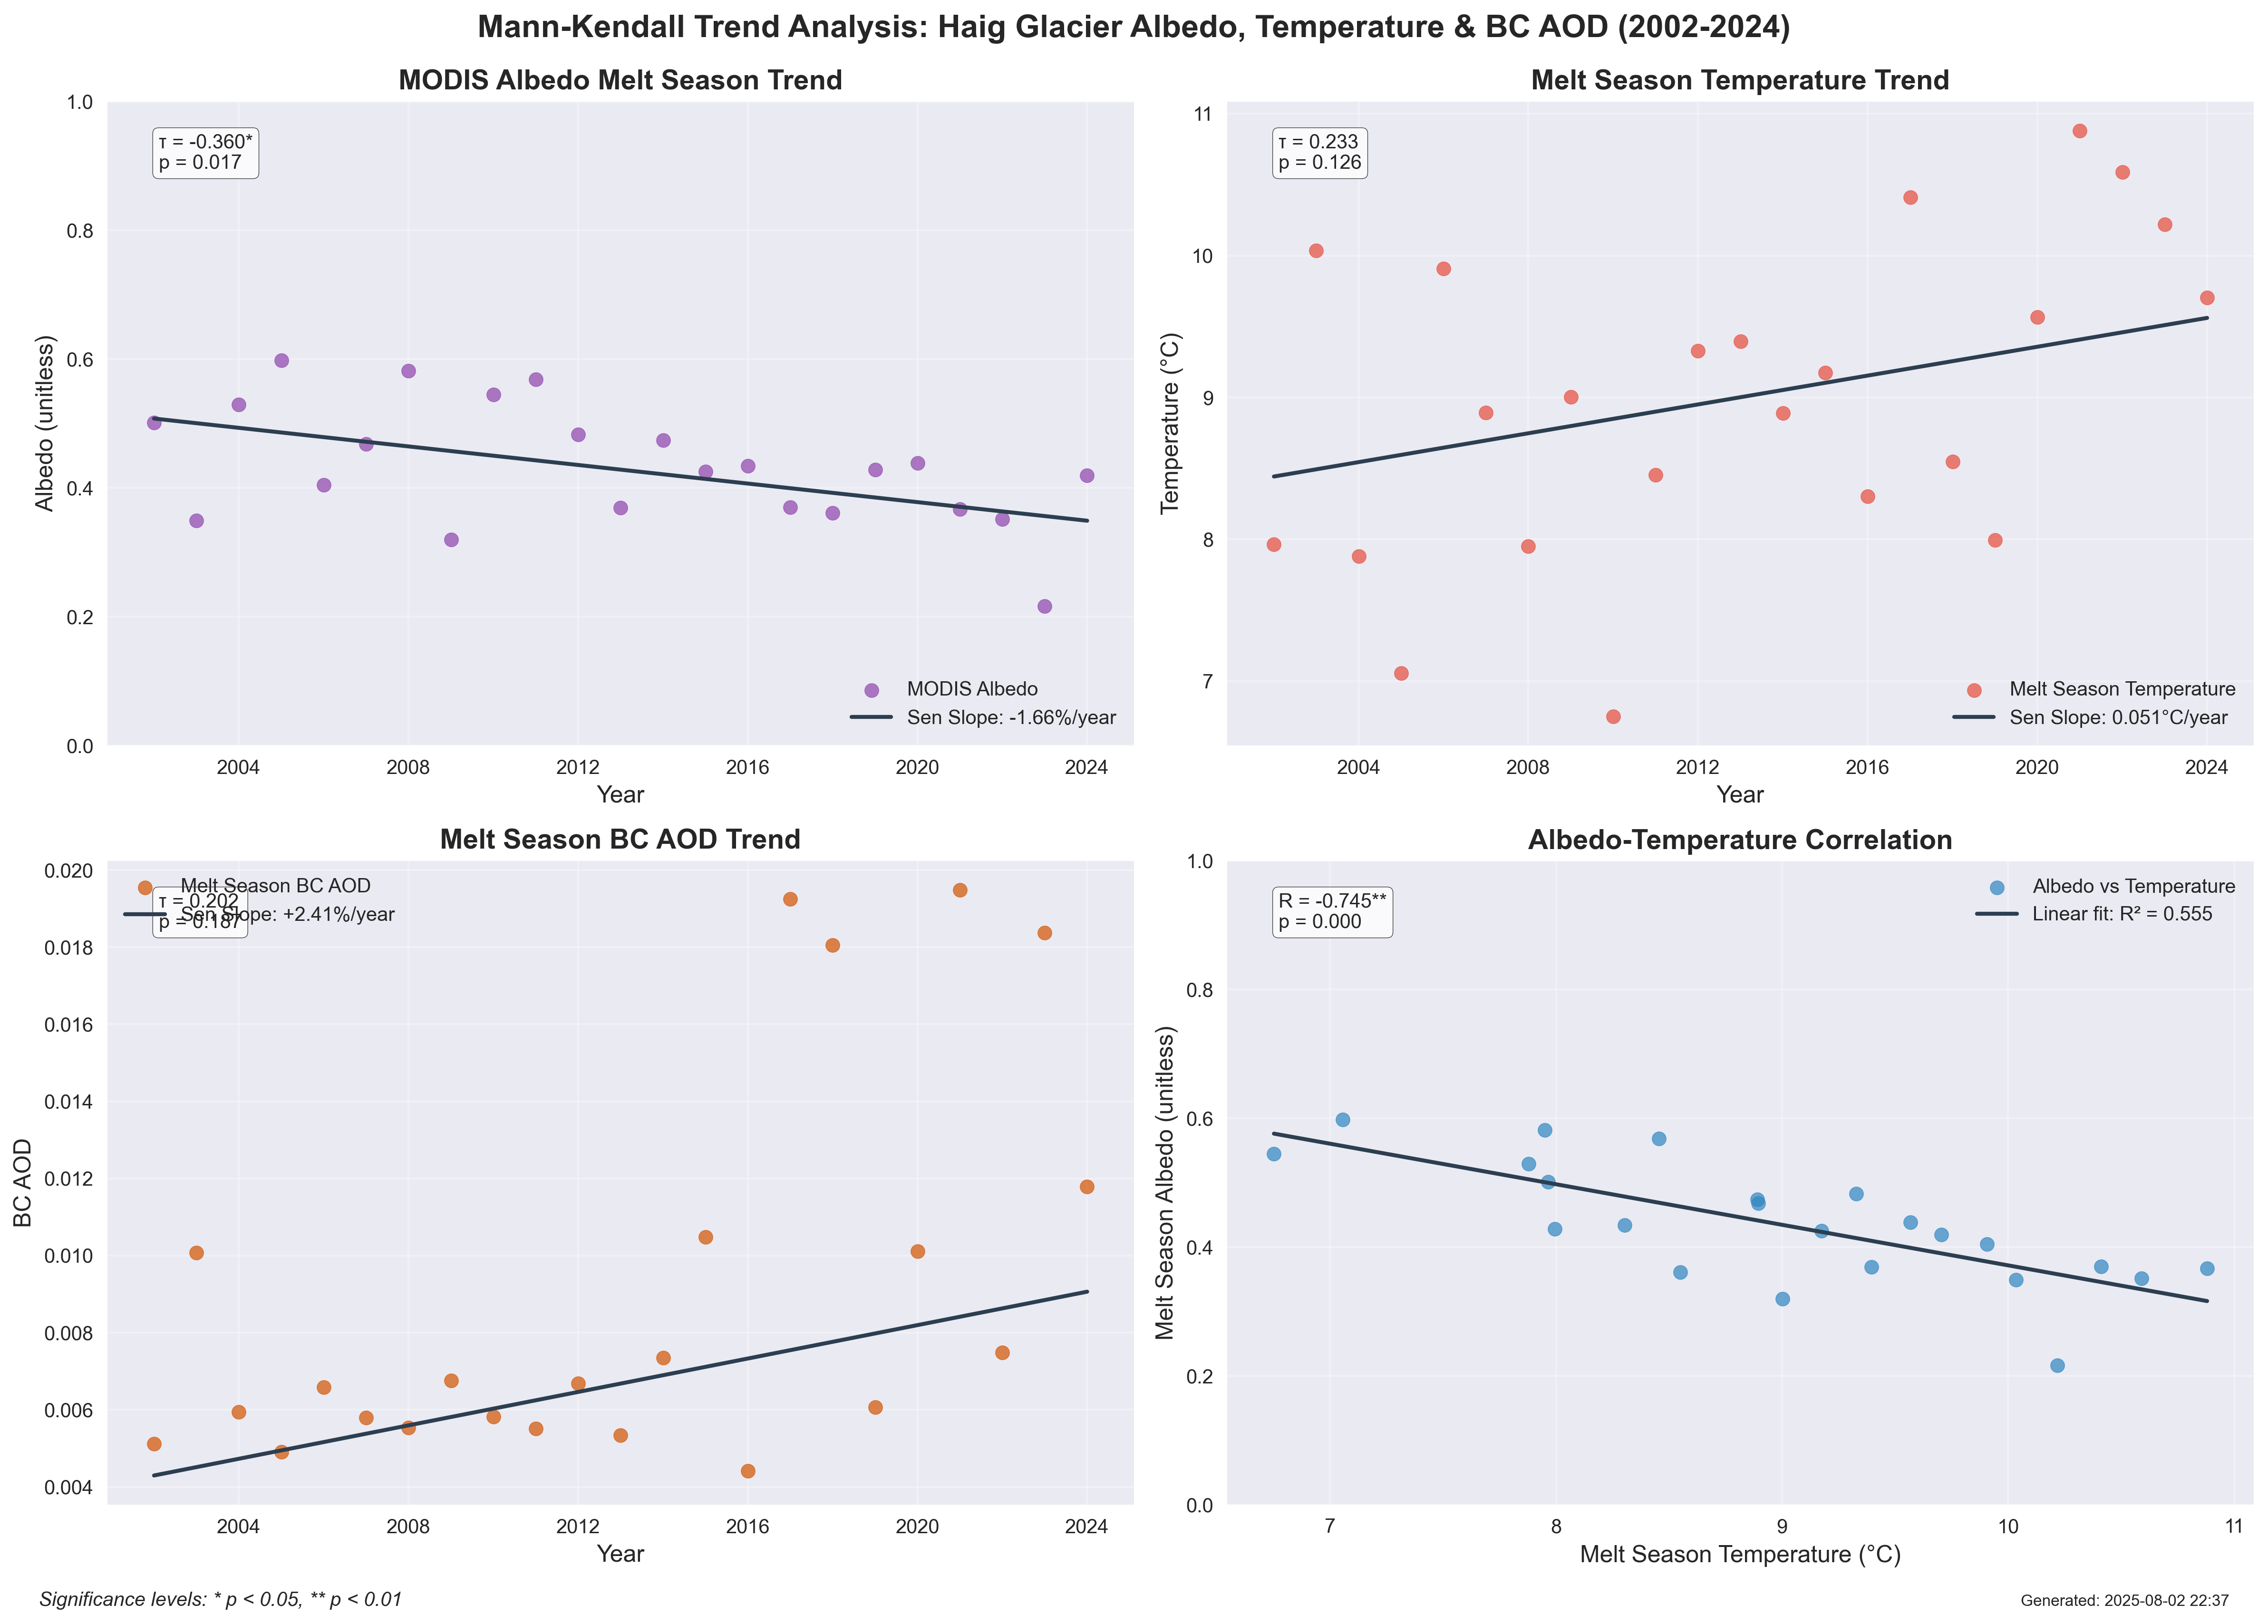 Mann-Kendall Trend Analysis: Haig Glacier Albedo, Temperature & BC AOD (2002-2024)
MODIS Albedo Melt Season Trend
τ = -0.360*
p = 0.017
1.0
0.8
0.6
0.4
0.2
0.0
Albedo (unitless)
MODIS Albedo
Sen Slope: -1.66%/year
2004
2008
2012
2016
2020
2024
Year
Melt Season Temperature Trend
τ = 0.233
p = 0.126
11
10
9
8
7
Temperature (°C)
Melt Season Temperature
Sen Slope: 0.051°C/year
2004
2008
2012
2016
2020
2024
Year
Melt Season BC AOD Trend
Melt Season BC AOD
Sen Slope: +2.41%/year
τ = 0.202
p = 0.187
0.020
0.018
0.016
0.014
0.012
0.010
0.008
0.006
0.004
BC AOD
2004
2008
2012
2016
2020
2024
Year
Albedo-Temperature Correlation
R = -0.745**
p = 0.000
Albedo vs Temperature
Linear fit: R² = 0.555
1.0
0.8
0.6
0.4
0.2
0.0
Melt Season Albedo (unitless)
7
8
9
10
11
Melt Season Temperature (°C)
Significance levels: * p < 0.05, ** p < 0.01
Generated: 2025-08-02 22:37